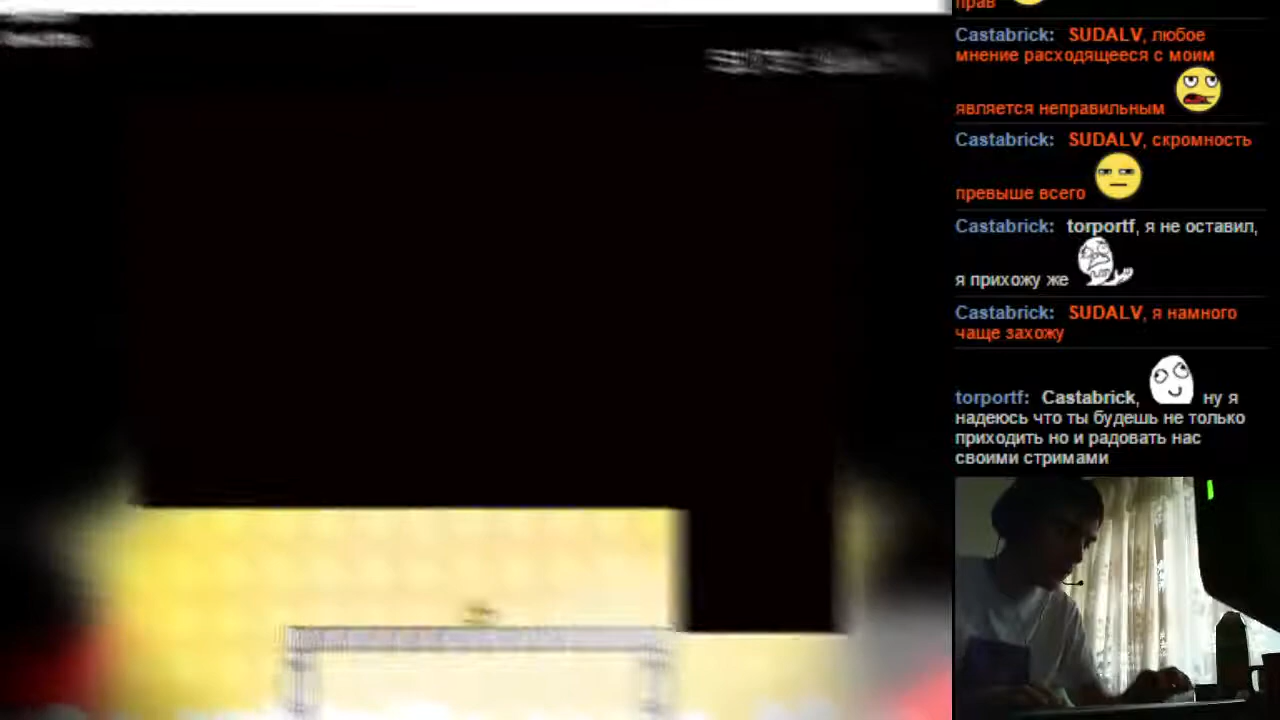 прав
Castabrick: SUDALV, любое
мнение расходящееся с моим
является неправильным
Castabrick: SUDALV, скромность
превыше всего
Castabrick: torportf, я не оставил,
я прихожу же
Castabrick: SUDALV, я намного
чаще захожу
torportf: Castabrick, ну я
надеюсь что ты будешь не только
приходить но и радовать нас
своими стримами